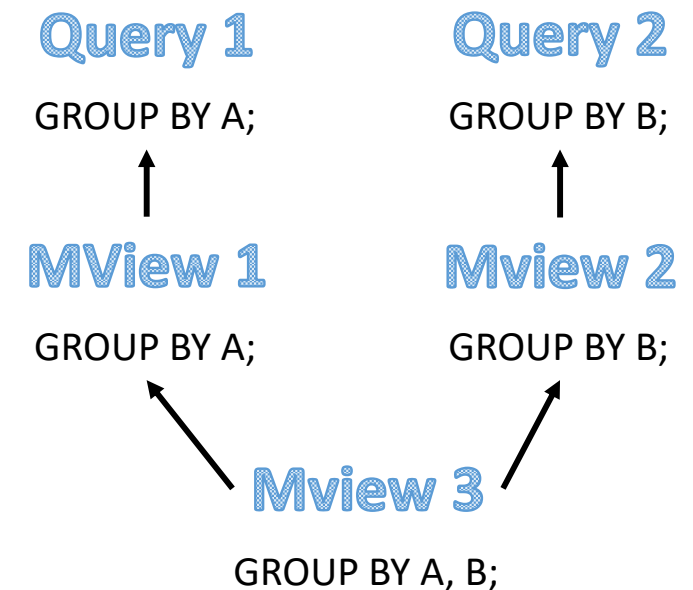 Query 1
Query 2
GROUP BY A;
GROUP BY B;
MView 1
Mview 2
GROUP BY A;
GROUP BY B;
Mview 3
GROUP BY A, B;